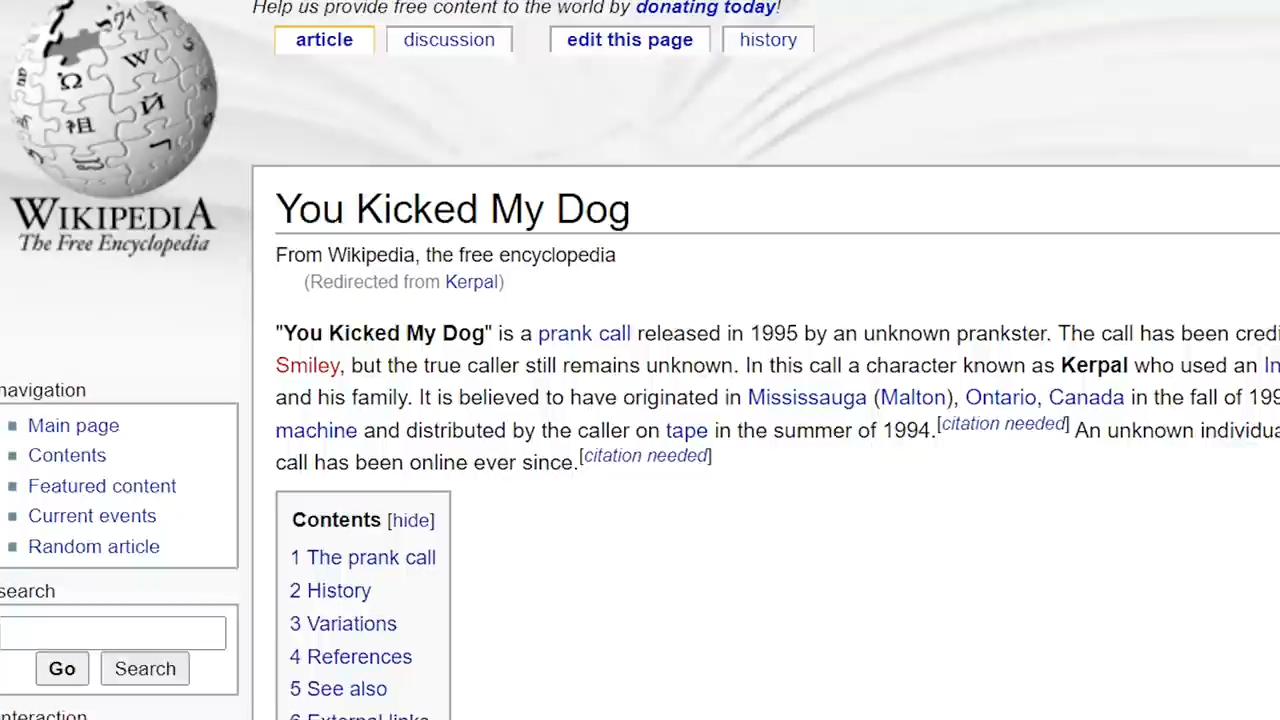 Help us provide free content to the world by donating today!
article discussion edit this page history
Ω W И 祖
WIKIPEDIA
The Free Encyclopedia
You Kicked My Dog
From Wikipedia, the free encyclopedia
(Redirected from Kerpal)
"You Kicked My Dog" is a prank call released in 1995 by an unknown prankster. The call has been
Smiley, but the true caller still remains unknown. In this call a character known as Kerpal who used an
and his family. It is believed to have originated in Mississauga (Malton), Ontario, Canada in the fall of
machine and distributed by the caller on tape in the summer of 1994.[citation needed] An unknown
call has been online ever since.[citation needed]
navigation
Main page
Contents
Featured content
Current events
Random article
search
Go Search
interaction
Contents [hide]
1 The prank call
2 History
3 Variations
4 References
5 See also
6 External links